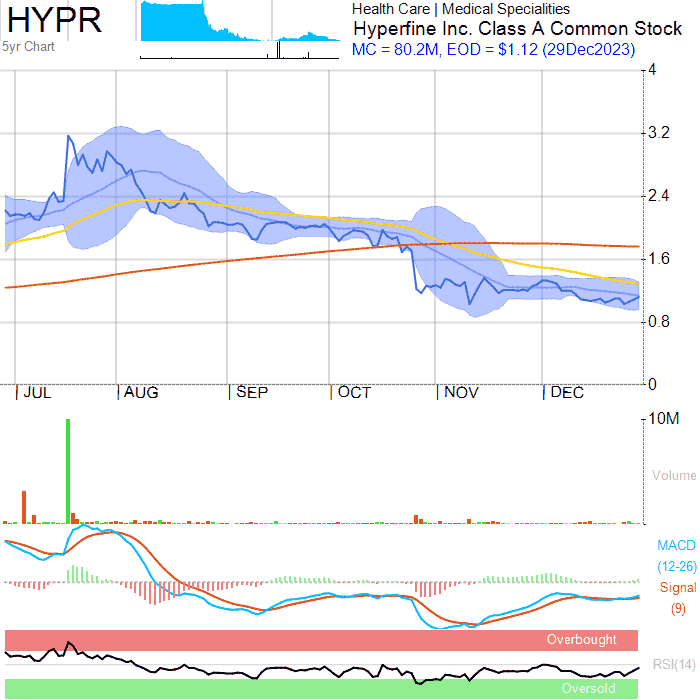 HYPR
5yr Chart
Health Care | Medical Specialities
Hyperfine Inc. Class A Common Stock
MC = 80.2M, EOD = $1.12 (29Dec2023)
4
3.2
2.4
1.6
0.8
0
JUL
AUG
SEP
OCT
NOV
DEC
10M
Volume
MACD
(12-26)
Signal
(9)
Overbought
RSI(14)
Oversold